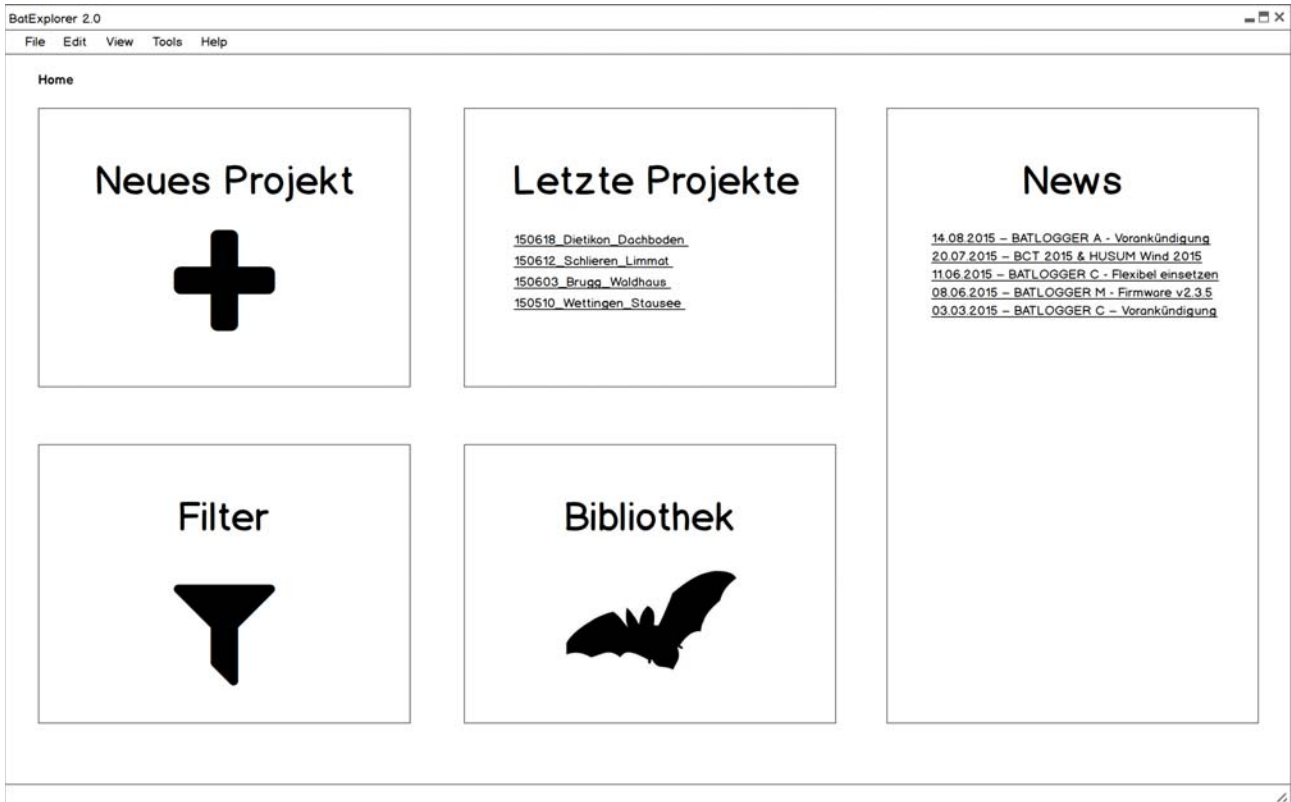 BatExplorer 2.0
File Edit View Tools Help
Home
Neues Projekt
Letzte Projekte
150618_Dietikon_Dachboden
150612_Schlieren_Limmat
150603_Brugg_Waldhaus
150510_Wettingen_Stausee
News
14.08.2015 – BATLOGGER A - Vorankündigung
20.07.2015 – BCT 2015 & HUSUM Wind 2015
11.06.2015 – BATLOGGER C - Flexibel einsetzen
08.06.2015 – BATLOGGER M - Firmware v2.3.5
03.03.2015 – BATLOGGER C – Vorankündigung
Filter
Bibliothek